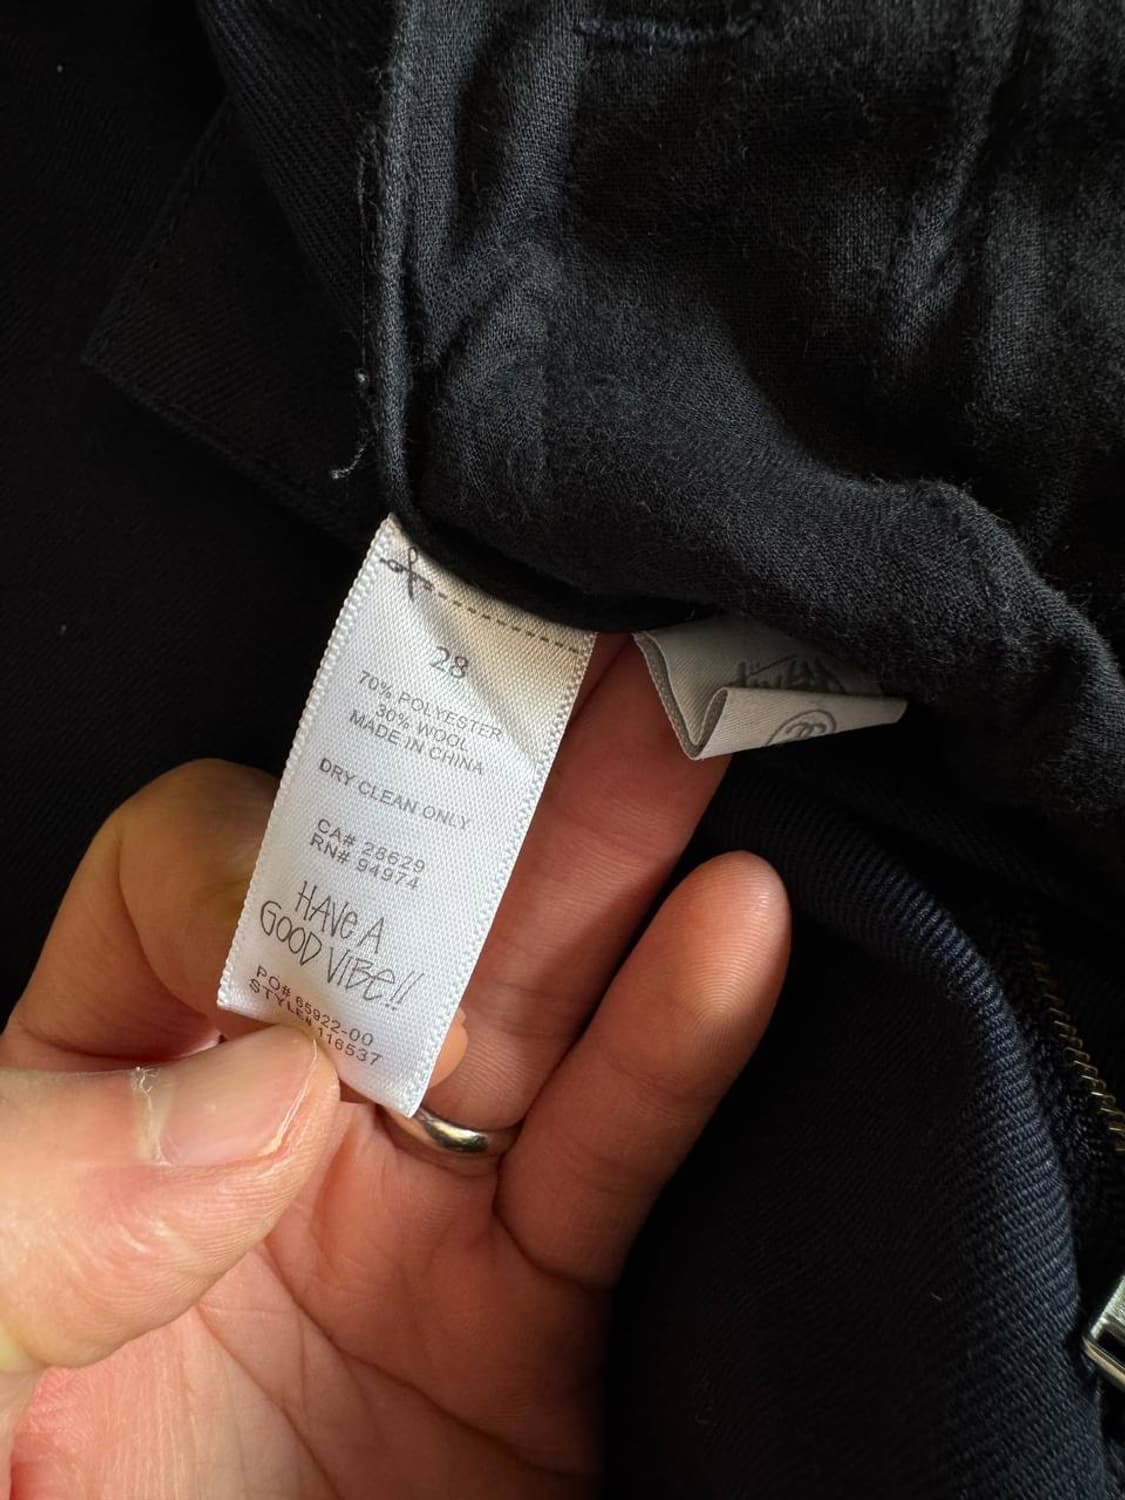 28
70% POLYESTER
30% WOOL
MADE IN CHINA
DRY CLEAN ONLY
CA# 28629
RN# 94974
HAVE A
GOOD VIBE!!
PO# 65922-00
STYLE# 116537